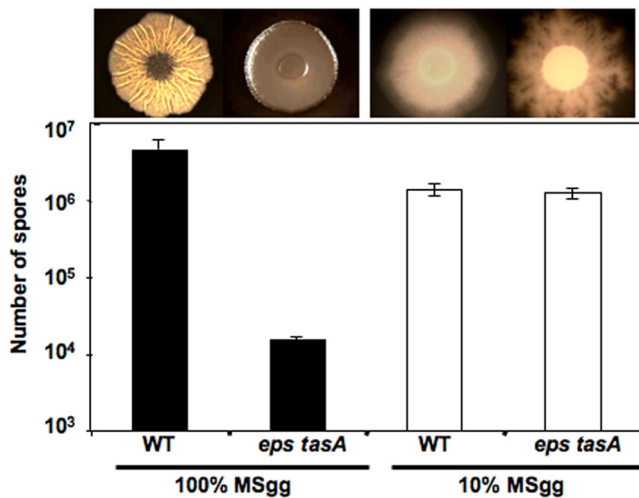 Number of spores
10⁷
10⁶
10⁵
10⁴
10³
WT
eps tasA
WT
eps tasA
100% MSgg
10% MSgg